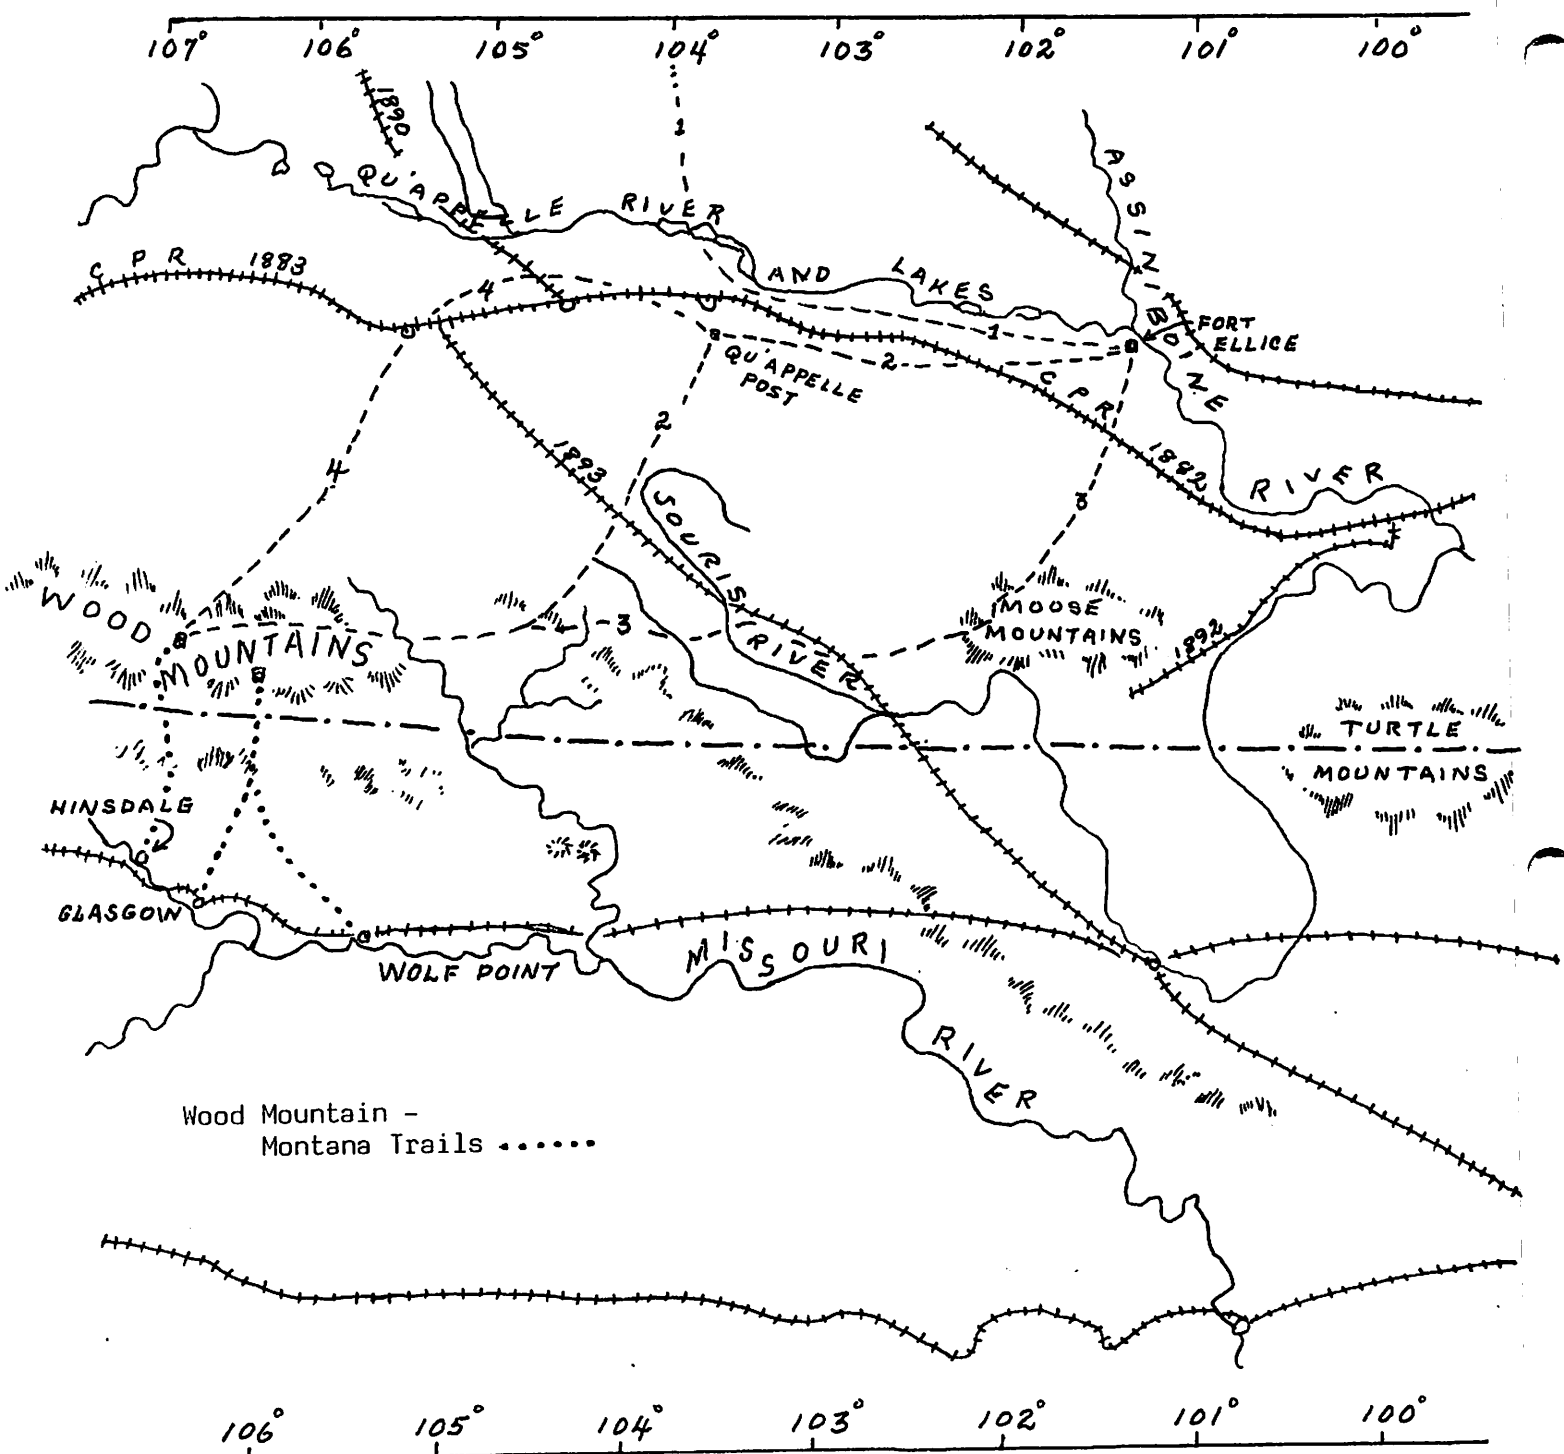 107° 106° 105° 104° 103° 102° 101° 100°
1890
1
ASSINIBOINE
QU'APPELLE RIVER
AND LAKES
C P R 1883
4
1
FORT
ELLICE
2
QU'APPELLE
POST
C P R
2
1893
1882
RIVER
4
3
SOURIS
RIVER
WOOD
MOUNTAINS
3
MOOSE
MOUNTAINS
1892
TURTLE
MOUNTAINS
HINSDALE
GLASGOW
WOLF POINT
MISSOURI
RIVER
Wood Mountain -
Montana Trails ......
106° 105° 104° 103° 102° 101° 100°